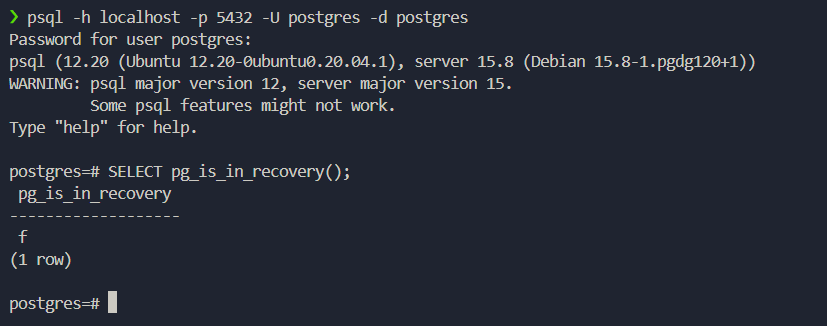 ❯ psql -h localhost -p 5432 -U postgres -d postgres
Password for user postgres:
psql (12.20 (Ubuntu 12.20-0ubuntu0.20.04.1), server 15.8 (Debian 15.8-1.pgdg120+1))
WARNING: psql major version 12, server major version 15.
         Some psql features might not work.
Type "help" for help.

postgres=# SELECT pg_is_in_recovery();
 pg_is_in_recovery
-------------------
 f
(1 row)

postgres=#